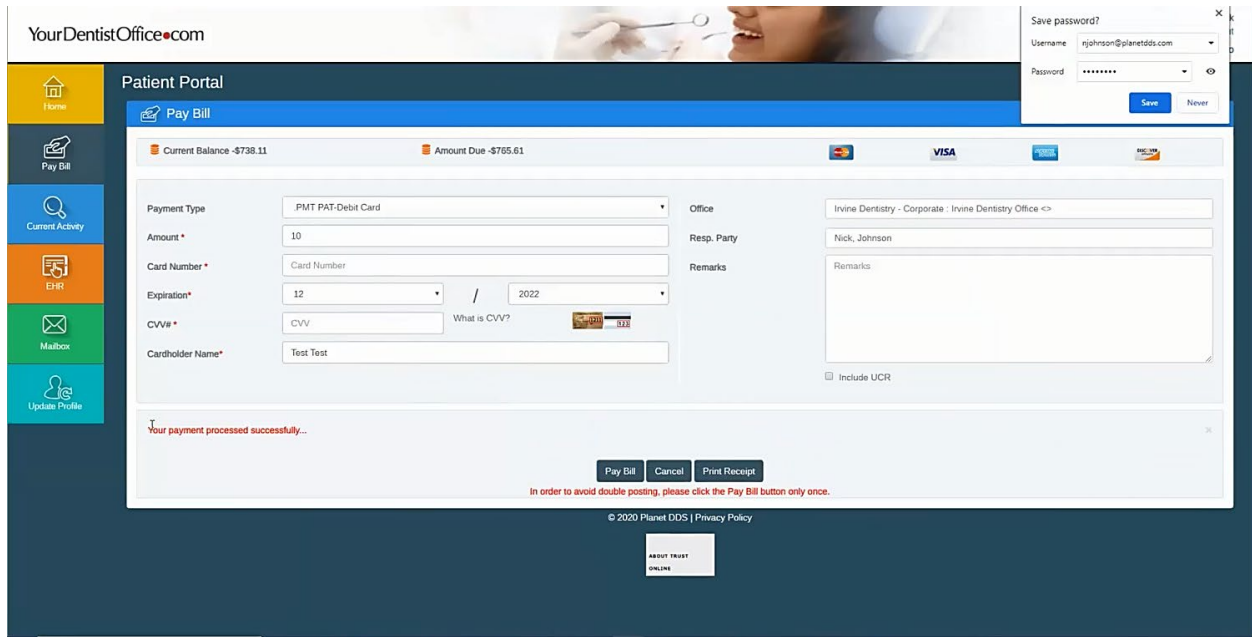 YourDentistOffice.com
Save password?
Username njohnson@planetdds.com
Password ••••••••
Save Never
Home
Pay Bill
Current Activity
EHR
Mailbox
Update Profile
Patient Portal
Pay Bill
Current Balance -$738.11 Amount Due -$765.61 VISA
Payment Type .PMT PAT-Debit Card
Amount * 10
Card Number * Card Number
Expiration* 12 / 2022
CVV# * CVV What is CVV? 123
Cardholder Name* Test Test
Office Irvine Dentistry - Corporate : Irvine Dentistry Office <>
Resp. Party Nick, Johnson
Remarks Remarks
Include UCR
Your payment processed successfully...
Pay Bill Cancel Print Receipt
In order to avoid double posting, please click the Pay Bill button only once.
© 2020 Planet DDS | Privacy Policy
ABOUT TRUST
ONLINE